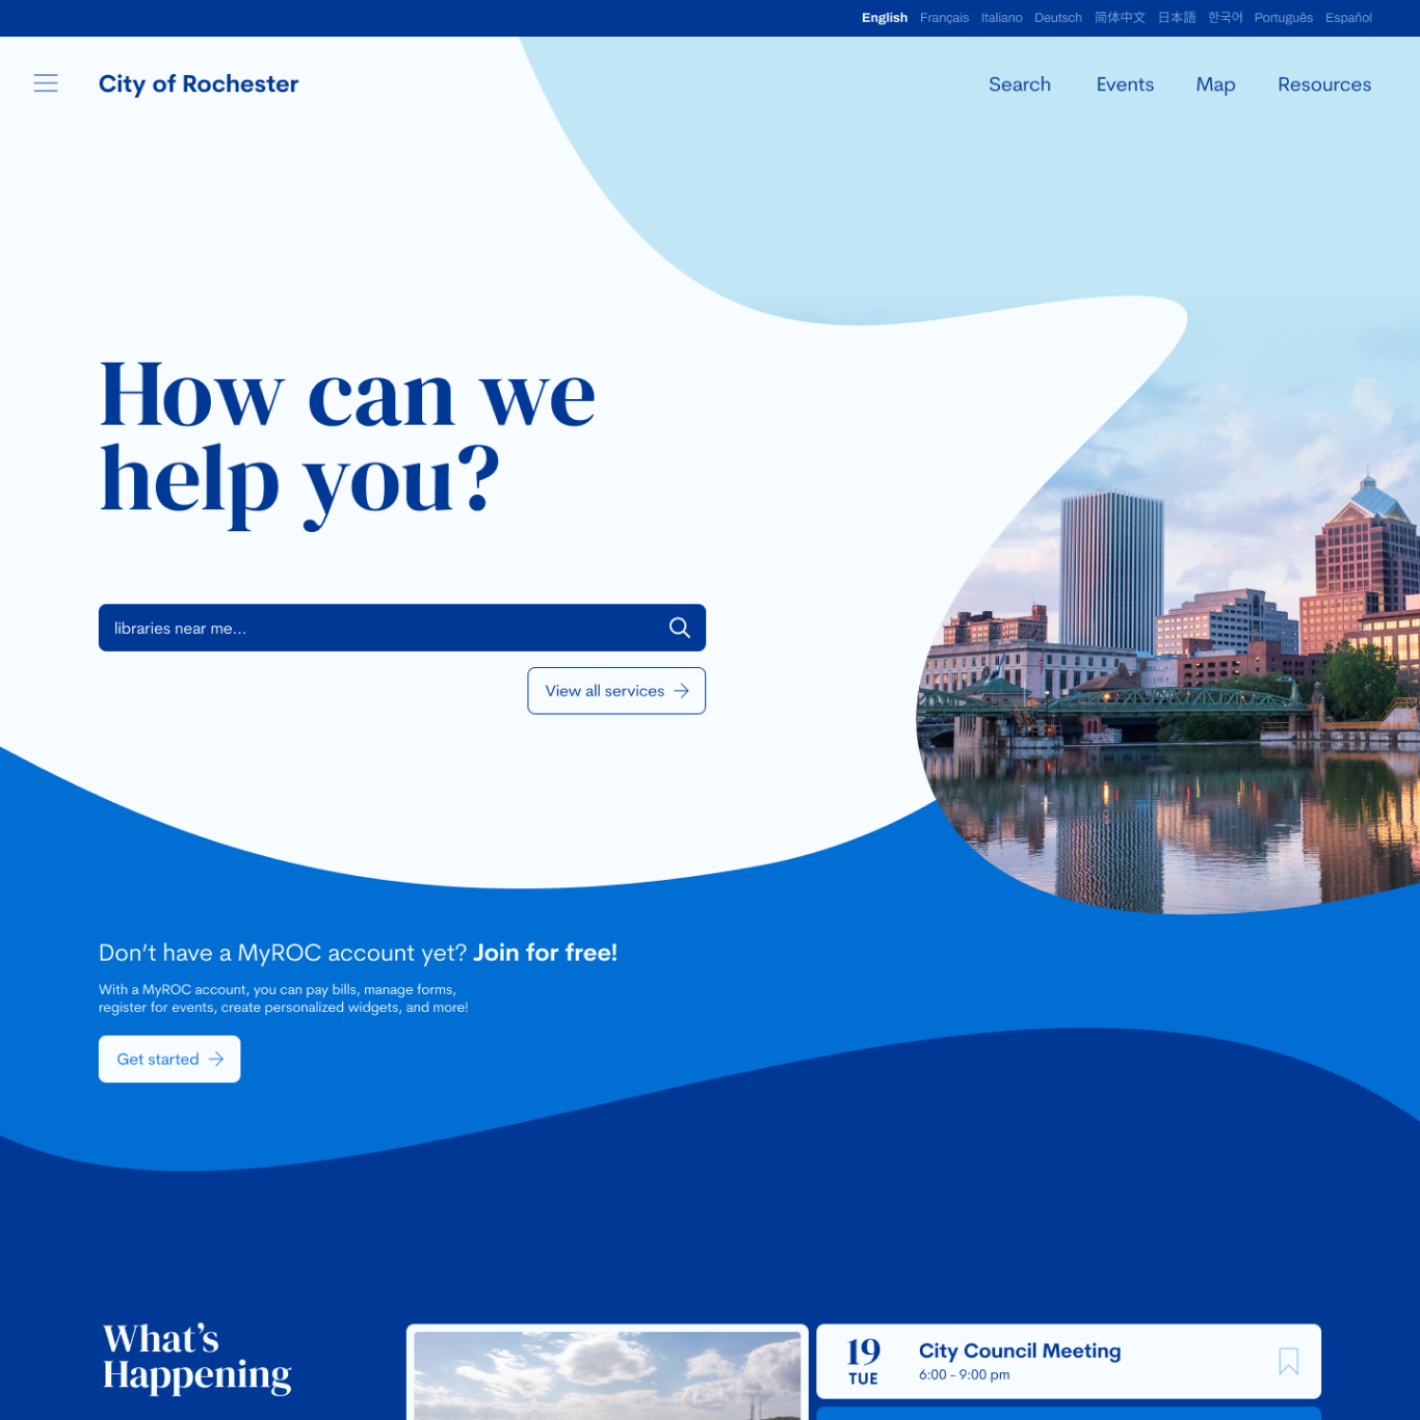 English Français Italiano Deutsch 简体中文 日本語 한국어 Português Español
City of Rochester
Search Events Map Resources
How can we
help you?
libraries near me...
View all services
Don't have a MyROC account yet? Join for free!
With a MyROC account, you can pay bills, manage forms,
register for events, create personalized widgets, and more!
Get started
What's
Happening
19
TUE
City Council Meeting
6:00 - 9:00 pm